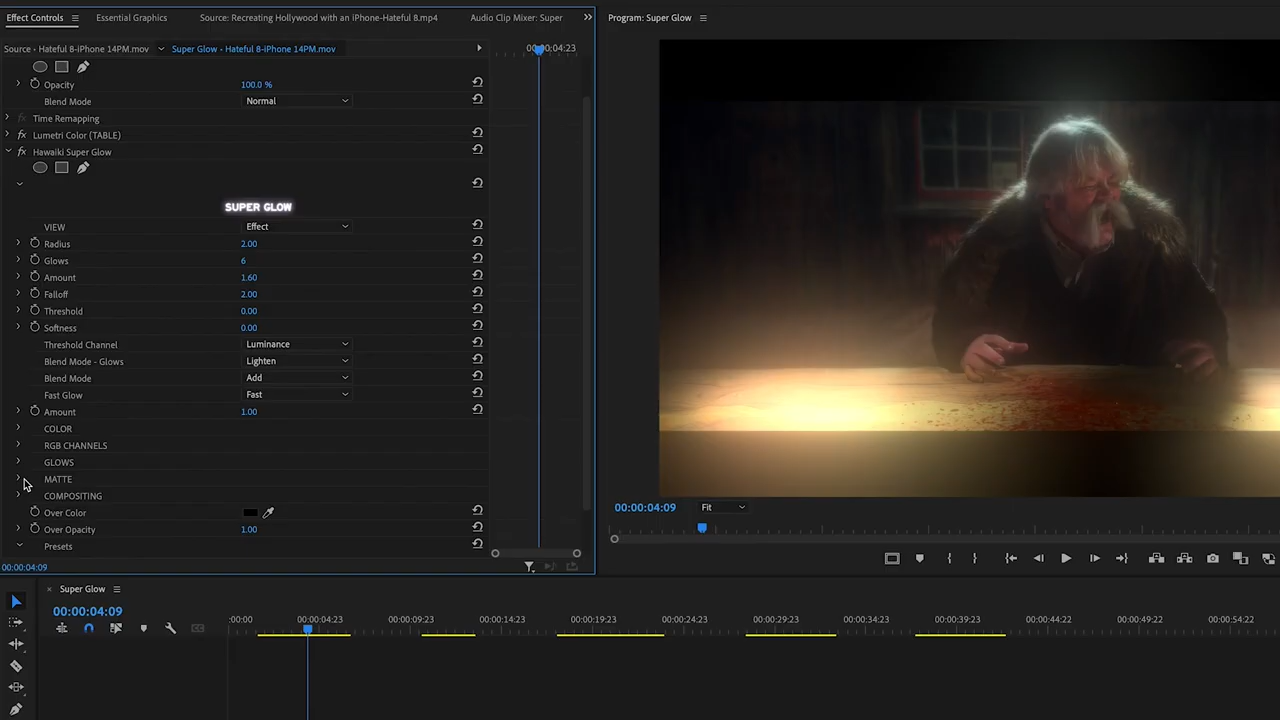 Effect Controls
Essential Graphics
Source: Recreating Hollywood with an iPhone-Hateful 8.mp4
Audio Clip Mixer: Super
Program: Super Glow
Source • Hateful 8-iPhone 14PM.mov
Super Glow • Hateful 8-iPhone 14PM.mov
00:00:04:23
Opacity 100.0 %
Blend Mode Normal
Time Remapping
fx Lumetri Color (TABLE)
fx Hawaiki Super Glow
SUPER GLOW
VIEW Effect
Radius 2.00
Glows 6
Amount 1.60
Falloff 2.00
Threshold 0.00
Softness 0.00
Threshold Channel Luminance
Blend Mode - Glows Lighten
Blend Mode Add
Fast Glow Fast
Amount 1.00
COLOR
RGB CHANNELS
GLOWS
MATTE
COMPOSITING
Over Color
Over Opacity 1.00
Presets
00:00:04:09
00:00:04:09
Fit
Super Glow
00:00:04:09
:00:00
00:00:04:23
00:00:09:23
00:00:14:23
00:00:19:23
00:00:24:23
00:00:29:23
00:00:34:23
00:00:39:23
00:00:44:22
00:00:49:22
00:00:54:22